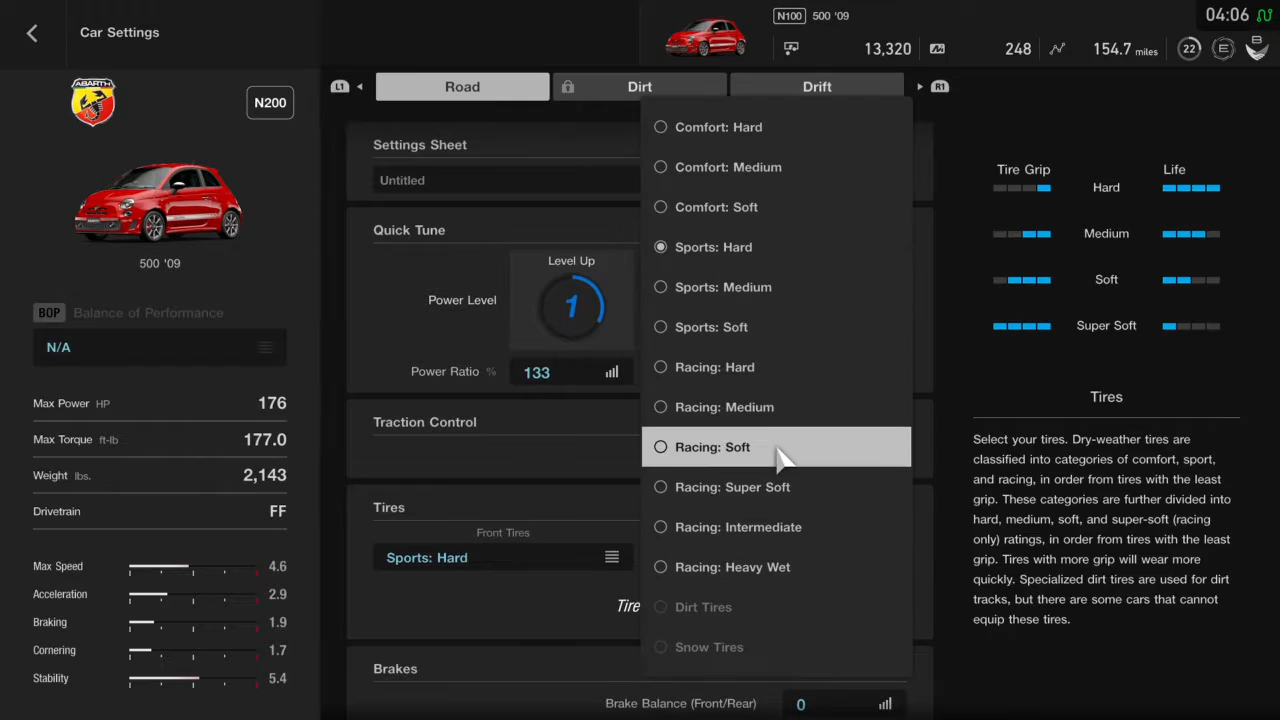 Car Settings
N100 500 '09
04:06
13,320
248
154.7 miles
22
E
B
ABARTH
N200
500 '09
BOP Balance of Performance
N/A
Max Power HP 176
Max Torque ft-lb 177.0
Weight lbs. 2,143
Drivetrain FF
Max Speed 4.6
Acceleration 2.9
Braking 1.9
Cornering 1.7
Stability 5.4
L1 Road Dirt Drift R1
Settings Sheet
Untitled
Quick Tune
Level Up
Power Level 1
Power Ratio % 133
Traction Control
Tires
Front Tires
Sports: Hard
Tire
Brakes
Brake Balance (Front/Rear) 0
Comfort: Hard
Comfort: Medium
Comfort: Soft
Sports: Hard
Sports: Medium
Sports: Soft
Racing: Hard
Racing: Medium
Racing: Soft
Racing: Super Soft
Racing: Intermediate
Racing: Heavy Wet
Dirt Tires
Snow Tires
Tire Grip Life
Hard
Medium
Soft
Super Soft
Tires
Select your tires. Dry-weather tires are
classified into categories of comfort, sport,
and racing, in order from tires with the least
grip. These categories are further divided into
hard, medium, soft, and super-soft (racing
only) ratings, in order from tires with the least
grip. Tires with more grip will wear more
quickly. Specialized dirt tires are used for dirt
tracks, but there are some cars that cannot
equip these tires.